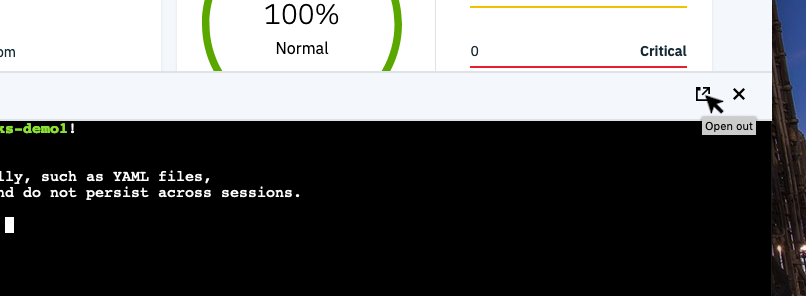 100%
Normal
om
0 Critical
Open out
ks-demo1!
lly, such as YAML files,
nd do not persist across sessions.